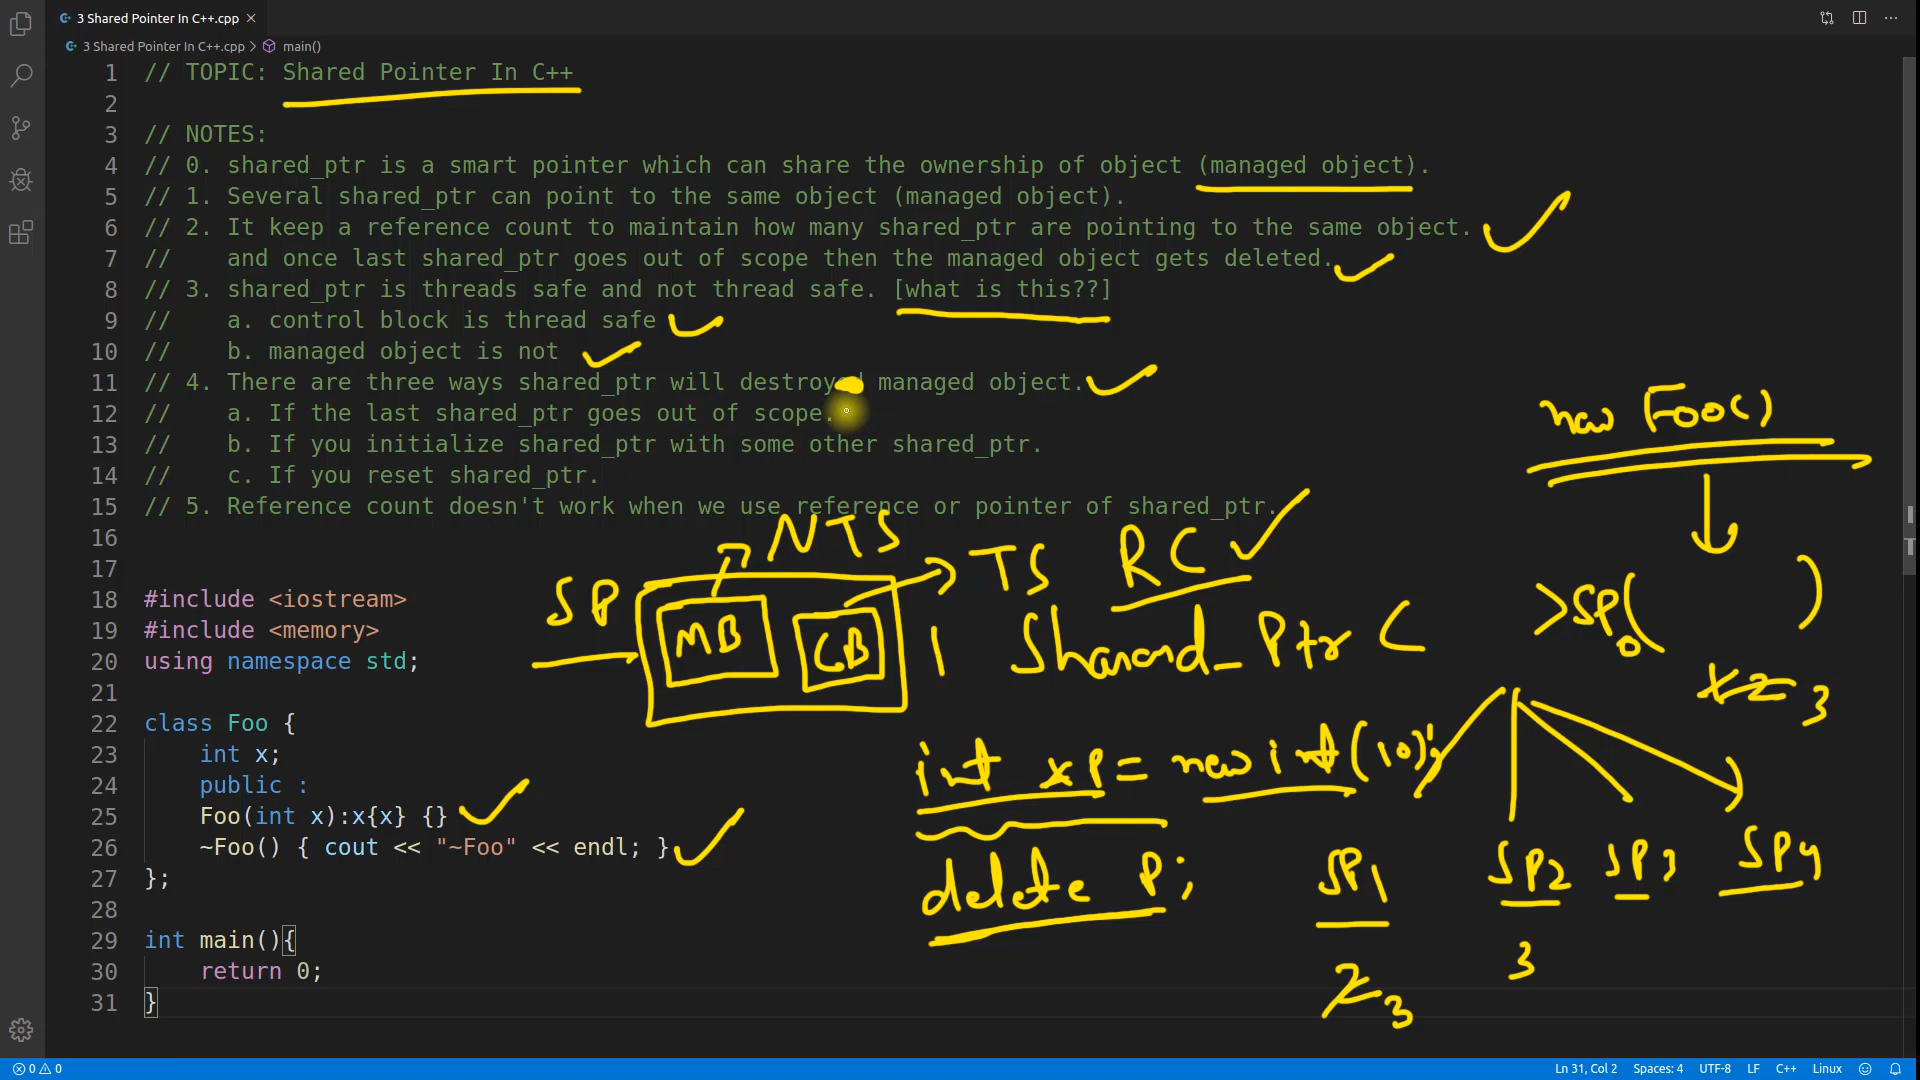 3 Shared Pointer In C++.cpp
3 Shared Pointer In C++.cpp > main()
1 // TOPIC: Shared Pointer In C++
2
3 // NOTES:
4 // 0. shared_ptr is a smart pointer which can share the ownership of object (managed object).
5 // 1. Several shared_ptr can point to the same object (managed object).
6 // 2. It keep a reference count to maintain how many shared_ptr are pointing to the same object.
7 //    and once last shared_ptr goes out of scope then the managed object gets deleted.
8 // 3. shared_ptr is threads safe and not thread safe. [what is this??]
9 //    a. control block is thread safe
10 //    b. managed object is not
11 // 4. There are three ways shared_ptr will destroyed managed object.
12 //    a. If the last shared_ptr goes out of scope.
13 //    b. If you initialize shared_ptr with some other shared_ptr.
14 //    c. If you reset shared_ptr.
15 // 5. Reference count doesn't work when we use reference or pointer of shared_ptr.
16
17
18 #include <iostream>
19 #include <memory>
20 using namespace std;
21
22 class Foo {
23     int x;
24     public :
25     Foo(int x):x{x} {}
26     ~Foo() { cout << "~Foo" << endl; }
27 };
28
29 int main(){
30     return 0;
31 }
new Foo()
NTS
TS RC
SP
MB CB
1 Shared_Ptr
SP0( )
3
int *P = new int(10);
delete P;
SP1 SP2 SP3 SP4
2 3
3
0 0
Ln 31, Col 2 Spaces: 4 UTF-8 LF C++ Linux